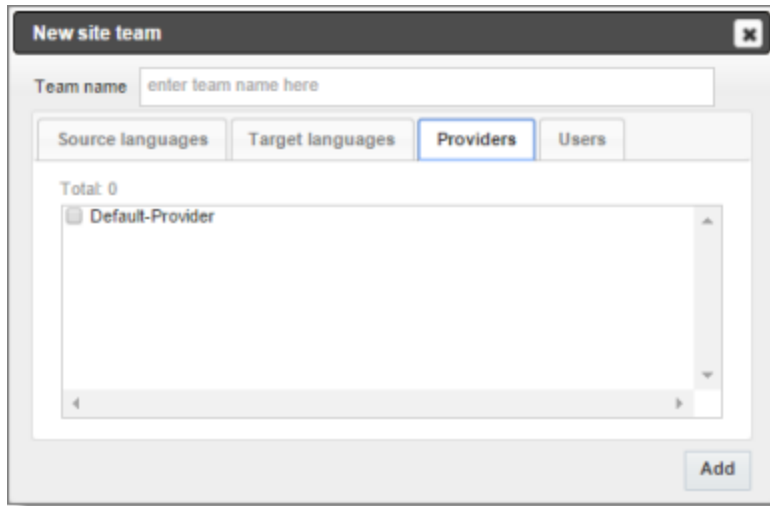 New site team
Team name enter team name here
Source languages Target languages Providers Users
Total: 0
Default-Provider
Add